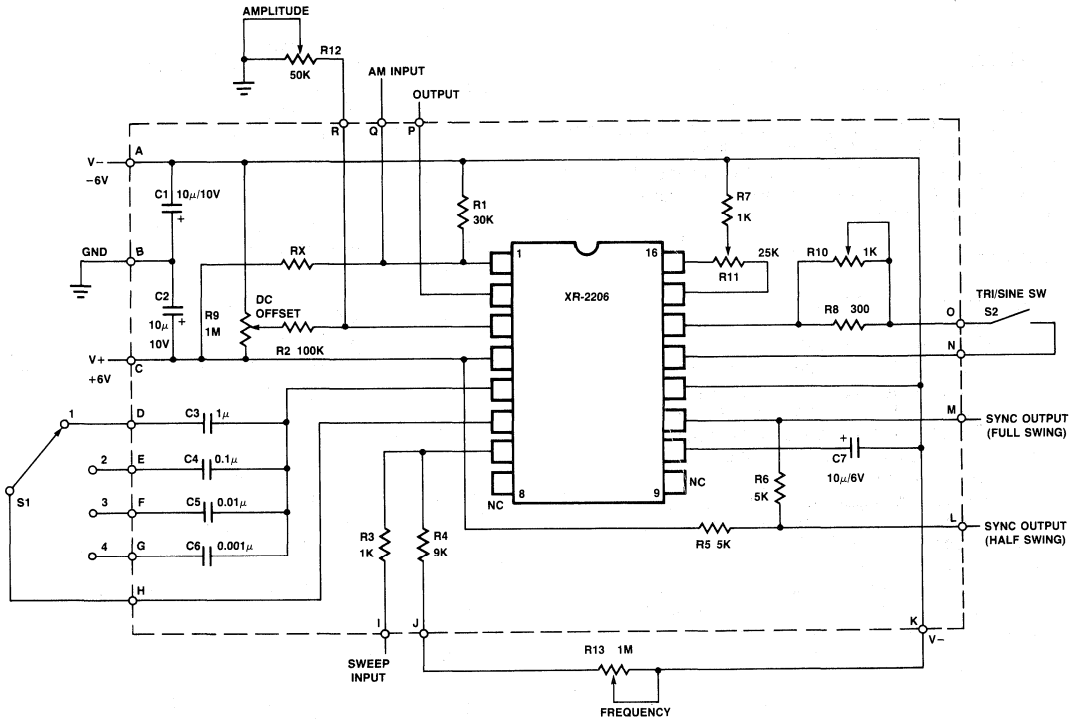 AMPLITUDE
R12
50K
AM INPUT
OUTPUT
R
Q
P
A
V−
−6V
C1 10μ/10V
+
R1
30K
R7
1K
GND
B
RX
1
16
25K
R11
R10
1K
XR-2206
C2
10μ
10V
+
R9
1M
DC
OFFSET
R2 100K
R8 300
TRI/SINE SW
O
S2
N
V+
+6V
C
1
D
C3
1μ
M
SYNC OUTPUT
(FULL SWING)
2
E
C4
0.1μ
+
C7
10μ/6V
S1
3
F
C5
0.01μ
NC
8
9
NC
R6
5K
4
G
C6
0.001μ
R3
1K
R4
9K
R5 5K
L
SYNC OUTPUT
(HALF SWING)
H
I
J
K
V−
SWEEP
INPUT
R13 1M
FREQUENCY